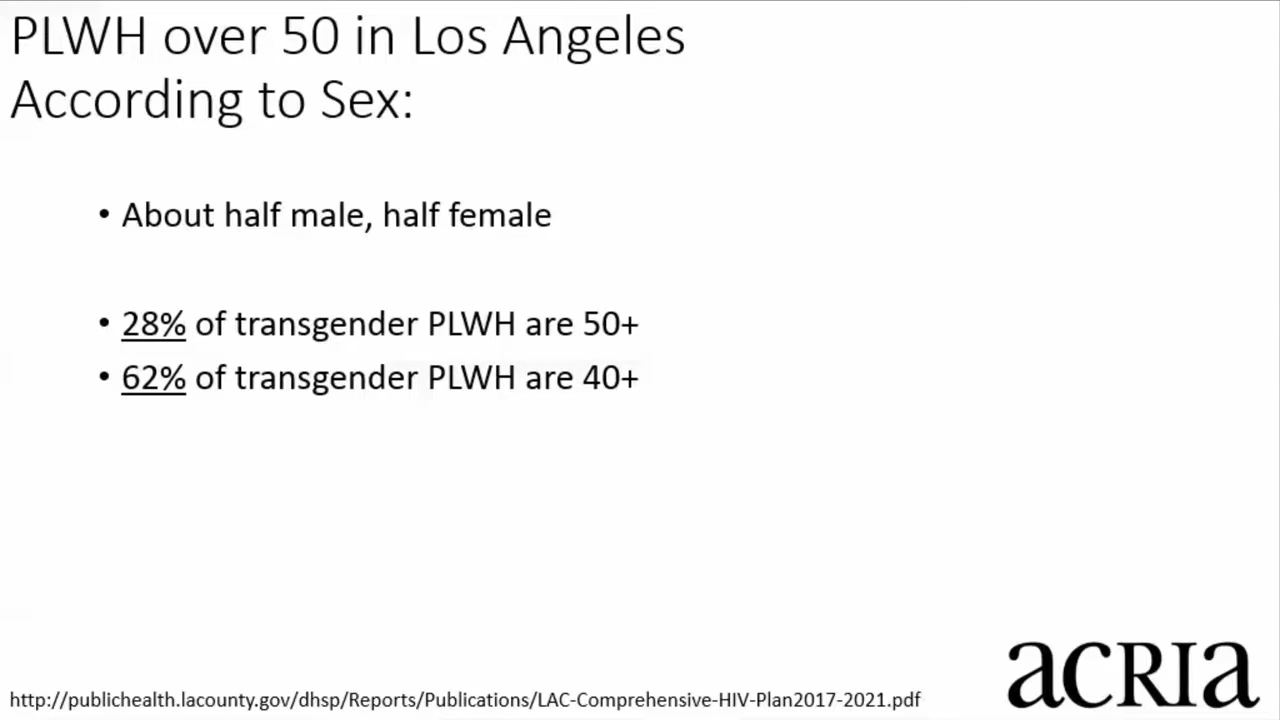 PLWH over 50 in Los Angeles
According to Sex:
• About half male, half female
• 28% of transgender PLWH are 50+
• 62% of transgender PLWH are 40+
http://publichealth.lacounty.gov/dhsp/Reports/Publications/LAC-Comprehensive-HIV-Plan2017-2021.pdf
aCRIa